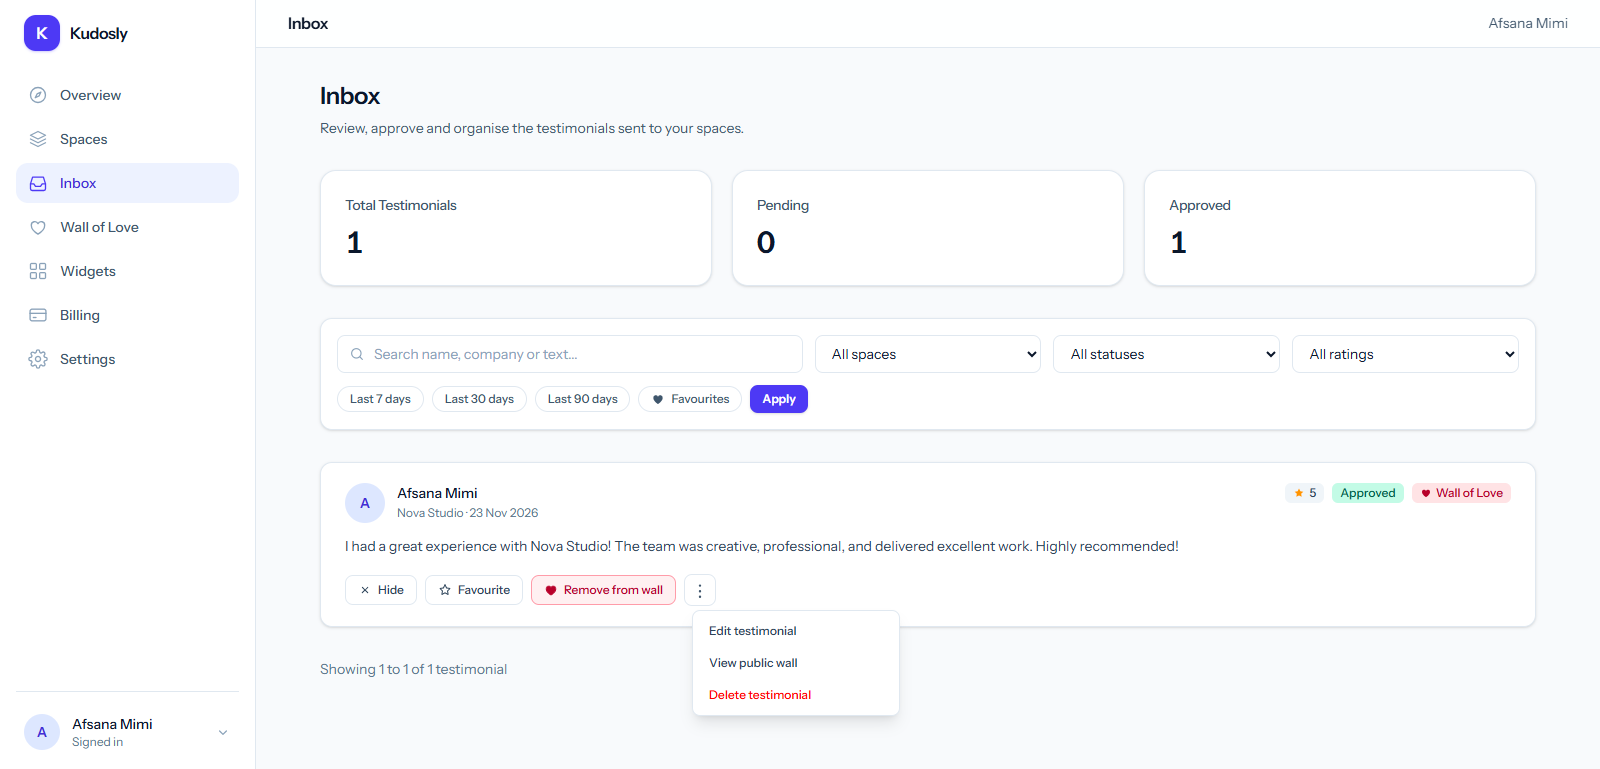 K Kudosly
Overview
Spaces
Inbox
Wall of Love
Widgets
Billing
Settings
A
Afsana Mimi
Signed in
Inbox
Afsana Mimi
Inbox
Review, approve and organise the testimonials sent to your spaces.
Total Testimonials
1
Pending
0
Approved
1
Search name, company or text...
All spaces
All statuses
All ratings
Last 7 days
Last 30 days
Last 90 days
Favourites
Apply
A
Afsana Mimi
Nova Studio · 23 Nov 2026
5
Approved
Wall of Love
I had a great experience with Nova Studio! The team was creative, professional, and delivered excellent work. Highly recommended!
Hide
Favourite
Remove from wall
Edit testimonial
View public wall
Delete testimonial
Showing 1 to 1 of 1 testimonial